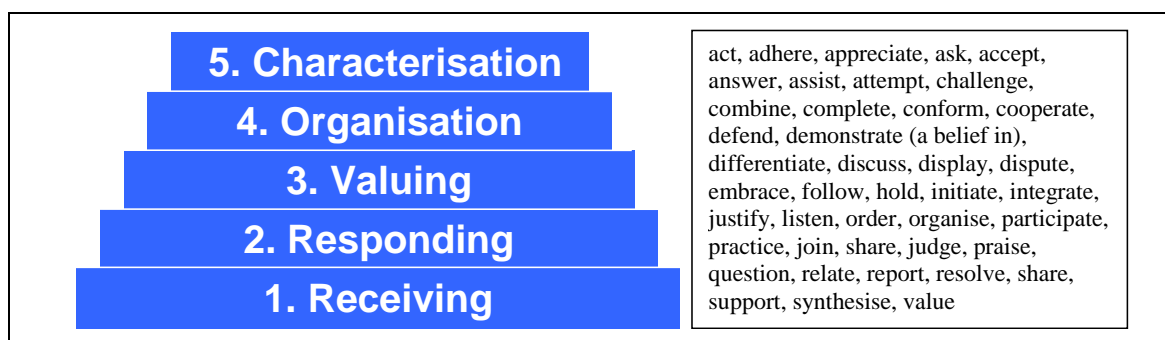 5. Characterisation
4. Organisation
3. Valuing
2. Responding
1. Receiving
act, adhere, appreciate, ask, accept,
answer, assist, attempt, challenge,
combine, complete, conform, cooperate,
defend, demonstrate (a belief in),
differentiate, discuss, display, dispute,
embrace, follow, hold, initiate, integrate,
justify, listen, order, organise, participate,
practice, join, share, judge, praise,
question, relate, report, resolve, share,
support, synthesise, value